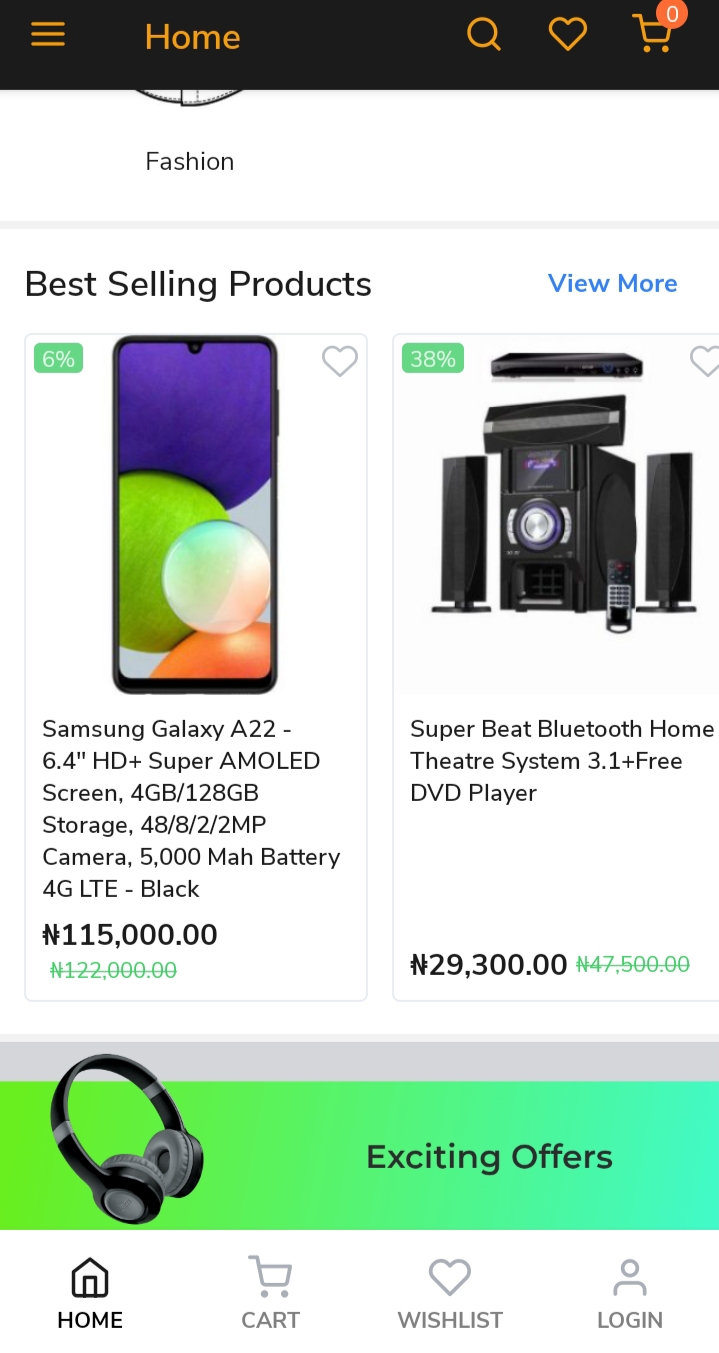 Home
0
Fashion
Best Selling Products
View More
6%
38%
Samsung Galaxy A22 -
6.4" HD+ Super AMOLED
Screen, 4GB/128GB
Storage, 48/8/2/2MP
Camera, 5,000 Mah Battery
4G LTE - Black
₦115,000.00
₦122,000.00
Super Beat Bluetooth Home
Theatre System 3.1+Free
DVD Player
₦29,300.00 ₦47,500.00
Exciting Offers
HOME
CART
WISHLIST
LOGIN